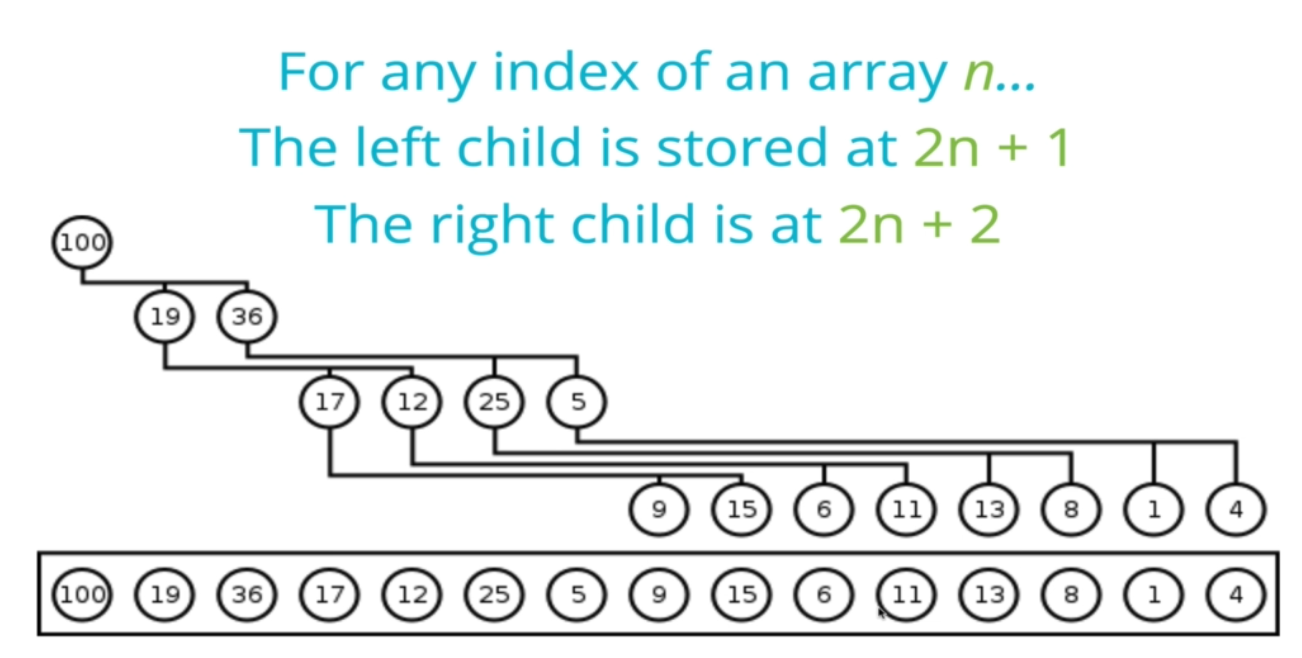 For any index of an array n...
The left child is stored at 2n + 1
The right child is at 2n + 2
100
19 36
17 12 25 5
9 15 6 11 13 8 1 4
100 19 36 17 12 25 5 9 15 6 11 13 8 1 4